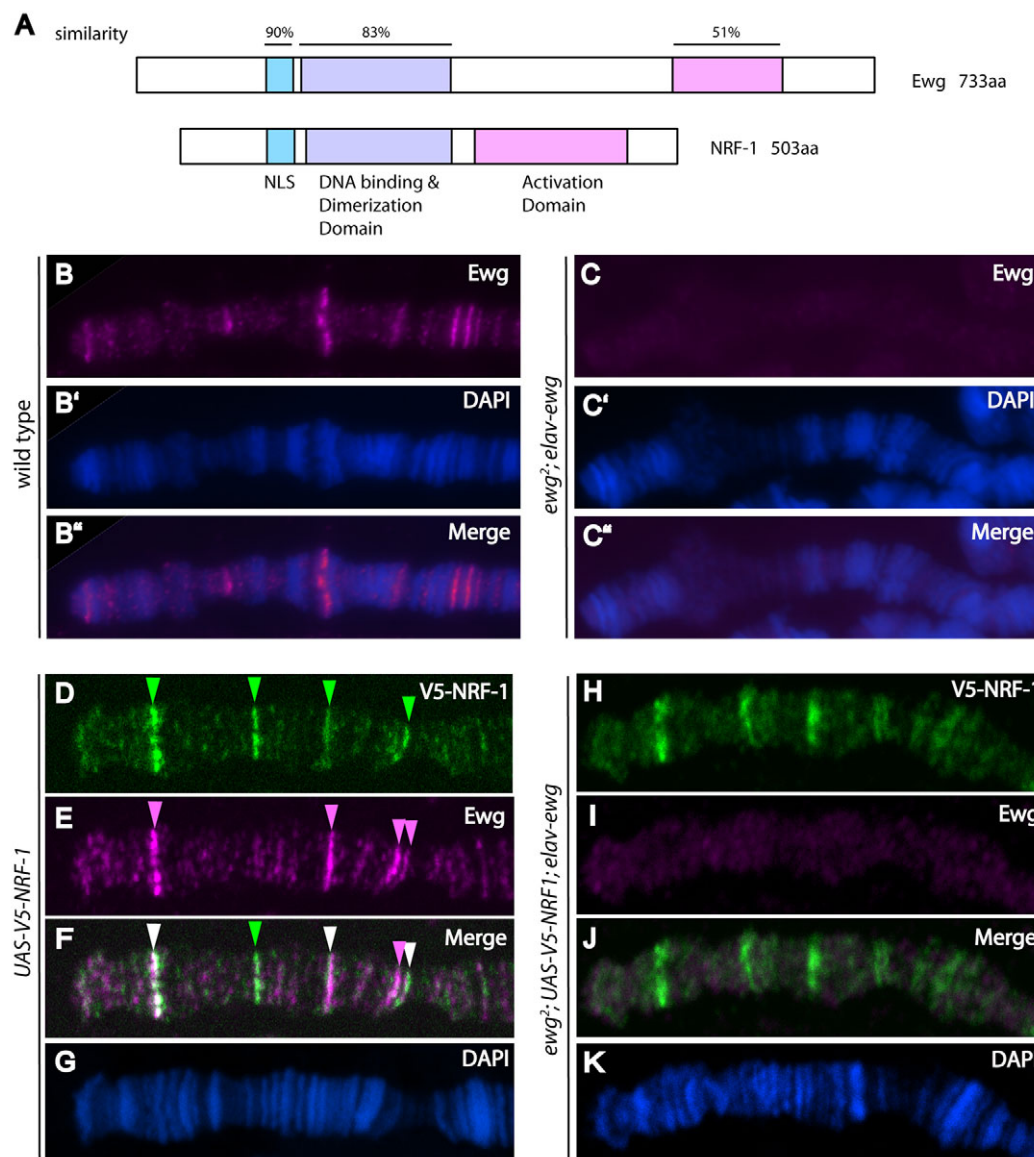 A
similarity
90%
83%
51%
Ewg 733aa
NRF-1 503aa
NLS
DNA binding &
Dimerization
Domain
Activation
Domain
wild type
B
Ewg
B'
DAPI
B"
Merge
ewg²; elav-ewg
C
Ewg
C'
DAPI
C"
Merge
UAS-V5-NRF-1
D
V5-NRF-1
E
Ewg
F
Merge
G
DAPI
ewg²; UAS-V5-NRF1; elav-ewg
H
V5-NRF-1
I
Ewg
J
Merge
K
DAP